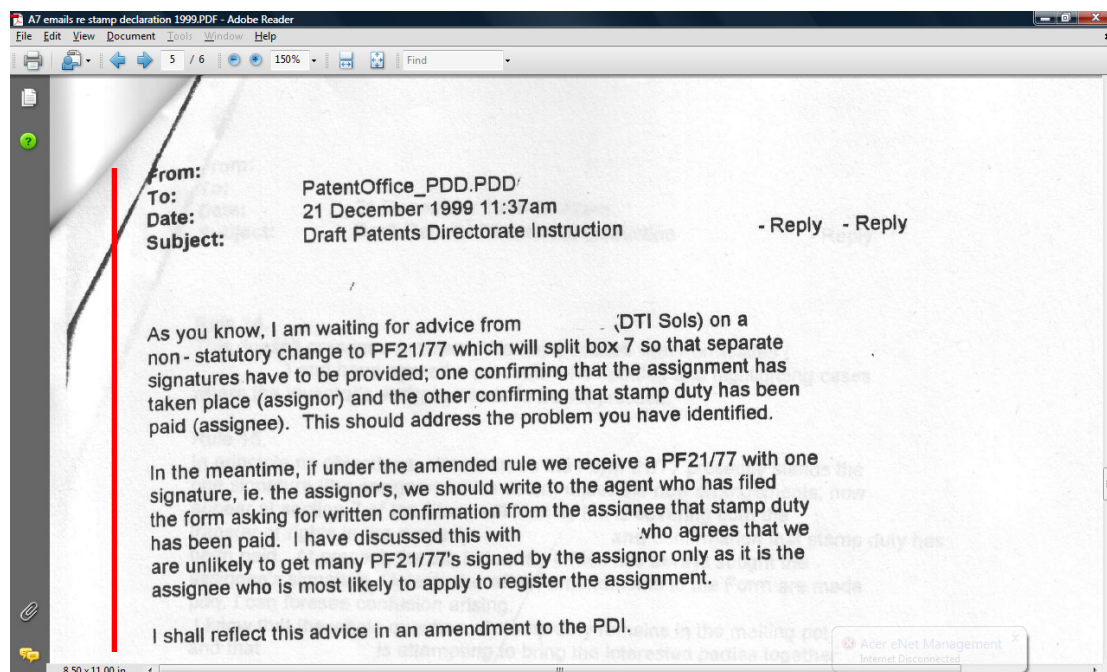 A7 emails re stamp declaration 1999.PDF - Adobe Reader
File Edit View Document Tools Window Help
5 / 6 150% Find
From:
To: PatentOffice_PDD.PDD
Date: 21 December 1999 11:37am
Subject: Draft Patents Directorate Instruction - Reply - Reply
As you know, I am waiting for advice from (DTI Sols) on a
non - statutory change to PF21/77 which will split box 7 so that separate
signatures have to be provided; one confirming that the assignment has
taken place (assignor) and the other confirming that stamp duty has been
paid (assignee). This should address the problem you have identified.
In the meantime, if under the amended rule we receive a PF21/77 with one
signature, ie. the assignor's, we should write to the agent who has filed
the form asking for written confirmation from the assignee that stamp duty
has been paid. I have discussed this with who agrees that we
are unlikely to get many PF21/77's signed by the assignor only as it is the
assignee who is most likely to apply to register the assignment.
I shall reflect this advice in an amendment to the PDI.
Acer eNet Management
Internet Disconnected
8.50 x 11.00 in